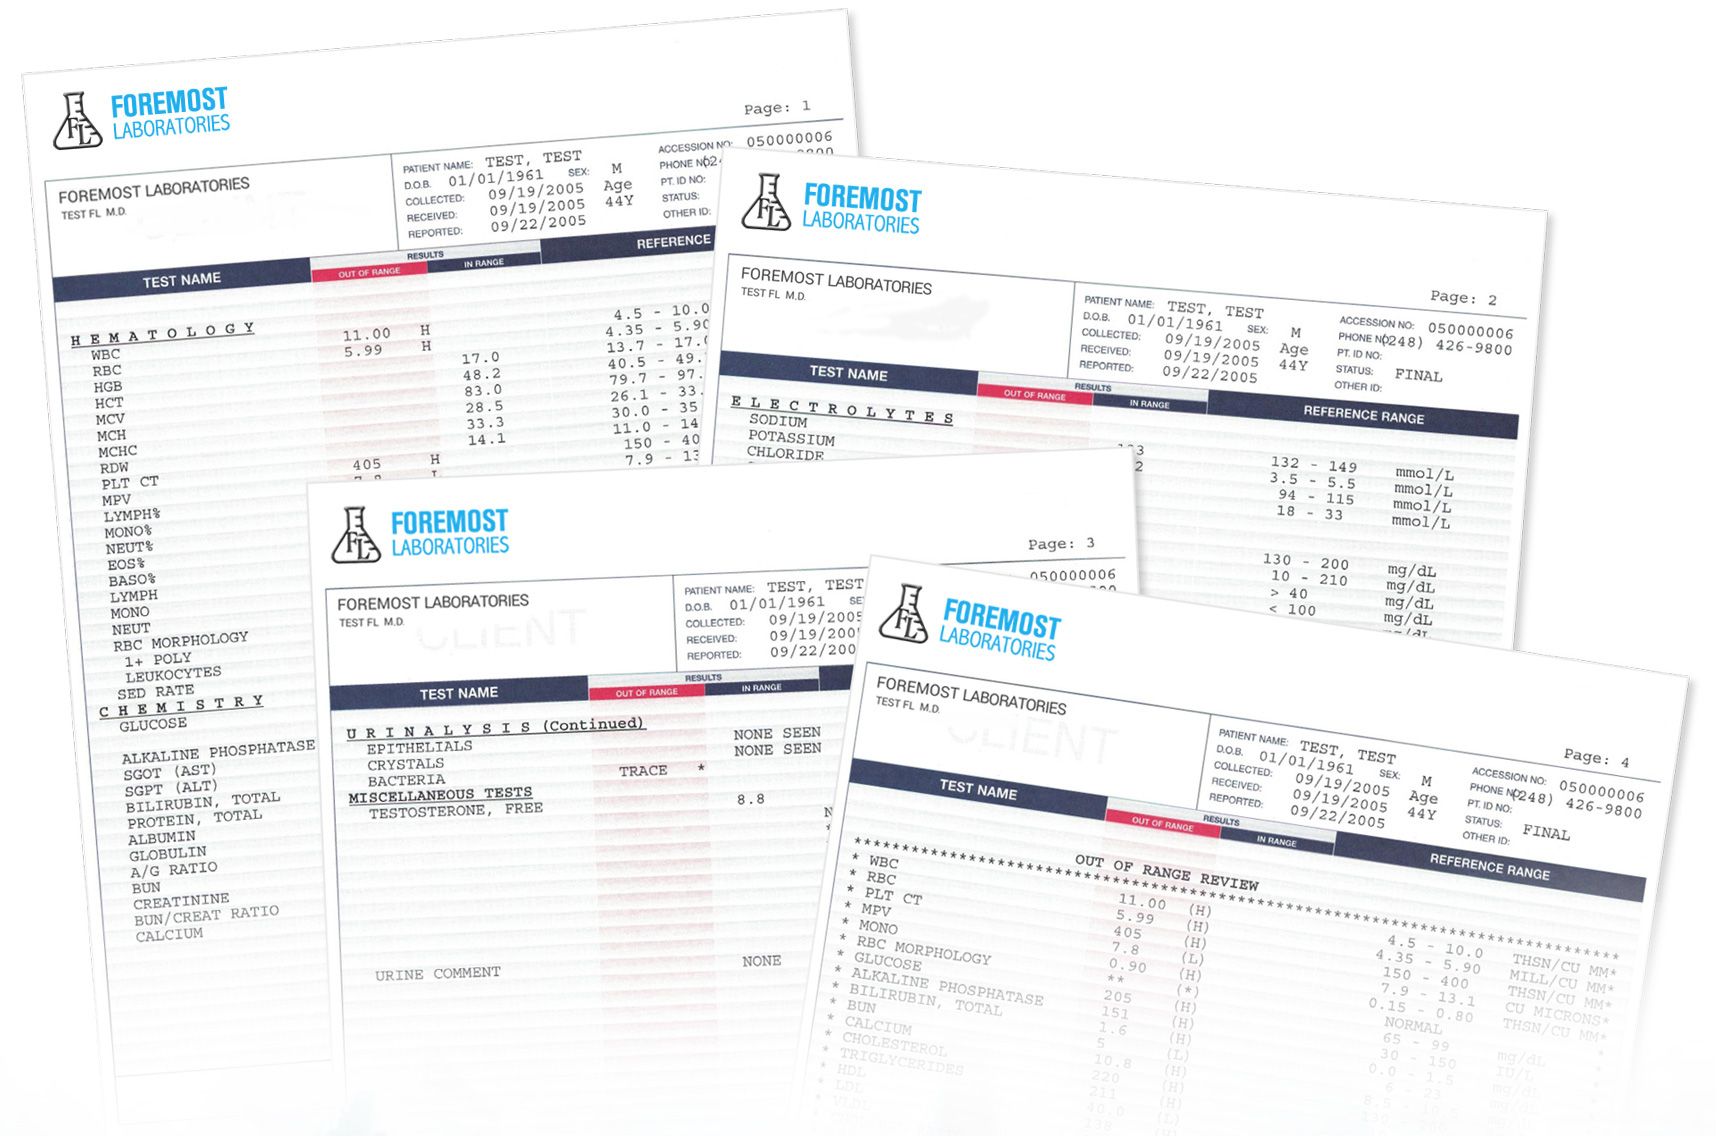 FOREMOST
LABORATORIES
Page: 1
FOREMOST LABORATORIES
TEST FL M.D.
PATIENT NAME: TEST, TEST
D.O.B. 01/01/1961 SEX: M
COLLECTED: 09/19/2005 Age
RECEIVED: 09/19/2005 44Y
REPORTED: 09/22/2005
ACCESSION NO: 050000006
PHONE NO:
PT. ID NO:
STATUS:
OTHER ID:
TEST NAME
RESULTS
OUT OF RANGE
IN RANGE
REFERENCE
HEMATOLOGY
WBC 11.00 H 4.5 - 10.0
RBC 5.99 H 4.35 - 5.90
HGB 17.0 13.7 - 17.
HCT 48.2 40.5 - 49.
MCV 83.0 79.7 - 97.
MCH 28.5 26.1 - 33.
MCHC 33.3 30.0 - 35
RDW 14.1 11.0 - 14
PLT CT 405 H 150 - 40
MPV 7.9 - 13
LYMPH%
MONO%
NEUT%
EOS%
BASO%
LYMPH
MONO
NEUT
RBC MORPHOLOGY
1+ POLY
LEUKOCYTES
SED RATE
CHEMISTRY
GLUCOSE
ALKALINE PHOSPHATASE
SGOT (AST)
SGPT (ALT)
BILIRUBIN, TOTAL
PROTEIN, TOTAL
ALBUMIN
GLOBULIN
A/G RATIO
BUN
CREATININE
BUN/CREAT RATIO
CALCIUM
FOREMOST
LABORATORIES
Page: 2
FOREMOST LABORATORIES
TEST FL M.D.
PATIENT NAME: TEST, TEST
D.O.B. 01/01/1961 SEX: M
COLLECTED: 09/19/2005 Age
RECEIVED: 09/19/2005 44Y
REPORTED: 09/22/2005
ACCESSION NO: 050000006
PHONE NO: (248) 426-9800
PT. ID NO:
STATUS: FINAL
OTHER ID:
TEST NAME
RESULTS
OUT OF RANGE
IN RANGE
REFERENCE RANGE
ELECTROLYTES
SODIUM 132 - 149 mmol/L
POTASSIUM 3.5 - 5.5 mmol/L
CHLORIDE 94 - 115 mmol/L
18 - 33 mmol/L
130 - 200 mg/dL
10 - 210 mg/dL
> 40 mg/dL
< 100 mg/dL
FOREMOST
LABORATORIES
Page: 3
FOREMOST LABORATORIES
TEST FL M.D.
CLIENT
PATIENT NAME: TEST, TEST
D.O.B. 01/01/1961
COLLECTED: 09/19/2005
RECEIVED: 09/19/200
REPORTED: 09/22/200
050000006
TEST NAME
RESULTS
OUT OF RANGE
IN RANGE
URINALYSIS (Continued)
EPITHELIALS NONE SEEN
CRYSTALS NONE SEEN
BACTERIA TRACE *
MISCELLANEOUS TESTS
TESTOSTERONE, FREE 8.8
URINE COMMENT NONE
FOREMOST
LABORATORIES
Page: 4
FOREMOST LABORATORIES
TEST FL M.D.
CLIENT
PATIENT NAME: TEST, TEST
D.O.B. 01/01/1961 SEX: M
COLLECTED: 09/19/2005 Age
RECEIVED: 09/19/2005 44Y
REPORTED: 09/22/2005
ACCESSION NO: 050000006
PHONE NO: (248) 426-9800
PT. ID NO:
STATUS: FINAL
OTHER ID:
TEST NAME
RESULTS
OUT OF RANGE
IN RANGE
REFERENCE RANGE
OUT OF RANGE REVIEW
* WBC 11.00 (H) 4.5 - 10.0 THSN/CU MM*
* RBC 5.99 (H) 4.35 - 5.90 MILL/CU MM*
* PLT CT 405 (H) 150 - 400 THSN/CU MM*
* MPV 7.8 (L) 7.9 - 13.1 CU MICRONS*
* MONO 0.90 (H) 0.15 - 0.80 THSN/CU MM*
* RBC MORPHOLOGY ** (*) NORMAL *
* GLUCOSE 205 (H) 65 - 99 mg/dL *
* ALKALINE PHOSPHATASE 151 (H) 30 - 150 IU/L *
* BILIRUBIN, TOTAL 1.6 (H) 0.0 - 1.5 mg/dL *
* BUN 5 (L) 6 - 23 mg/dL
* CALCIUM 10.8 (H)
* CHOLESTEROL 220 (H)
* TRIGLYCERIDES 211 (H)
* HDL 40.0 (L)
* LDL 138 (H)
* VLDL